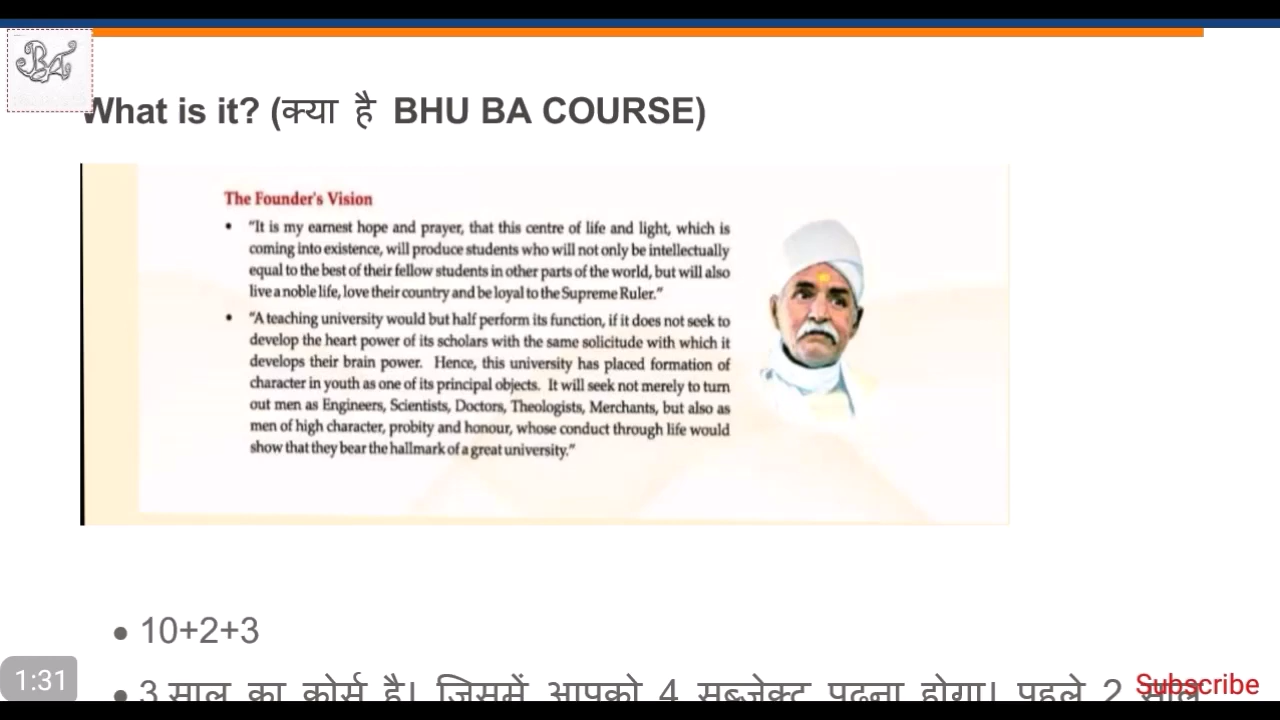 BA
What is it? (क्या है BHU BA COURSE)
The Founder's Vision
• "It is my earnest hope and prayer, that this centre of life and light, which is
coming into existence, will produce students who will not only be intellectually
equal to the best of their fellow students in other parts of the world, but will also
live a noble life, love their country and be loyal to the Supreme Ruler."
• "A teaching university would but half perform its function, if it does not seek to
develop the heart power of its scholars with the same solicitude with which it
develops their brain power. Hence, this university has placed formation of
character in youth as one of its principal objects. It will seek not merely to turn
out men as Engineers, Scientists, Doctors, Theologists, Merchants, but also as
men of high character, probity and honour, whose conduct through life would
show that they bear the hallmark of a great university."
• 10+2+3
1:31
• 3 साल का कोर्स है। जिसमें आपको 4 सब्जेक्ट पढ़ना होगा। पहले 2 साल
Subscribe